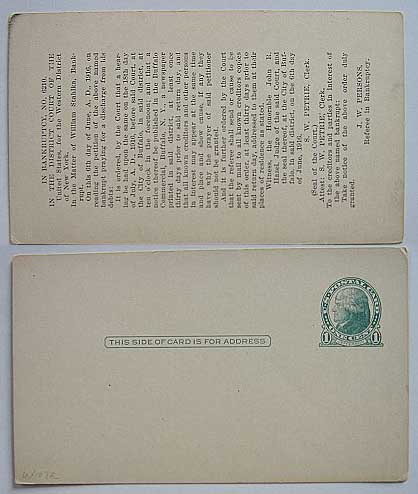 IN BANKRUPTCY, NO. 6191.
IN THE DISTRICT COURT OF THE
United States, for the Western District
of New York.
In the Matter of William Stahlin, Bank-
rupt.
On this 6th day of June, A. D., 1916, on
reading the petition of the above named
bankrupt praying for a discharge from his
debts:
It is ordered, by the Court that a hear-
ing be had upon the same on the 18th day
of July, A. D., 1916, before said Court, at
the City of Buffalo, in said district, at
ten o'clock in the forenoon; and that a
notice thereof be published in the Buffalo
Commercial, Buffalo, N. Y., a newspaper
printed in said district, at least once
thirty days prior to said return day, and
that all known creditors and other persons
in interest may appear at the same time
and place and show cause, if any they
have why the prayer of said petitioner
should not be granted.
And it is further ordered by the Court
that the referee shall send or cause to be
sent by mail to all known creditors copies
of this order, at least thirty days prior to
said return day, addressed to them at their
places of residence as stated.
Witness, the Honorable John R.
Hazel, Judge of the said Court, and
the seal thereof, at the City of Buf-
falo, in said district, on the 6th day
of June, 1916.
S. W. PETRIE, Clerk.
(Seal of the Court.)
Attest: S. W. PETRIE, Clerk.
To the creditors and parties in interest of
the above named bankrupt.
Take notice of the above order duly
granted.
J. W. PERSONS,
Referee in Bankruptcy.
U.S. POSTAL CARD
1 ONE CENT 1
THIS SIDE OF CARD IS FOR ADDRESS